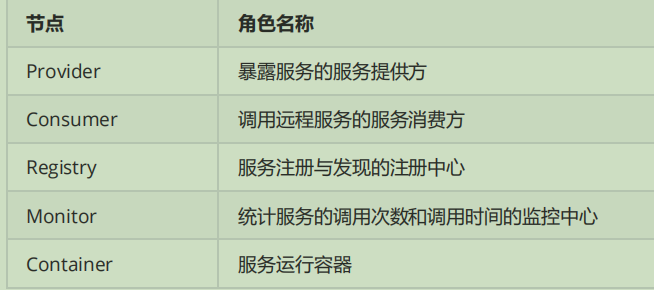 节点 角色名称
Provider 暴露服务的服务提供方
Consumer 调用远程服务的服务消费方
Registry 服务注册与发现的注册中心
Monitor 统计服务的调用次数和调用时间的监控中心
Container 服务运行容器